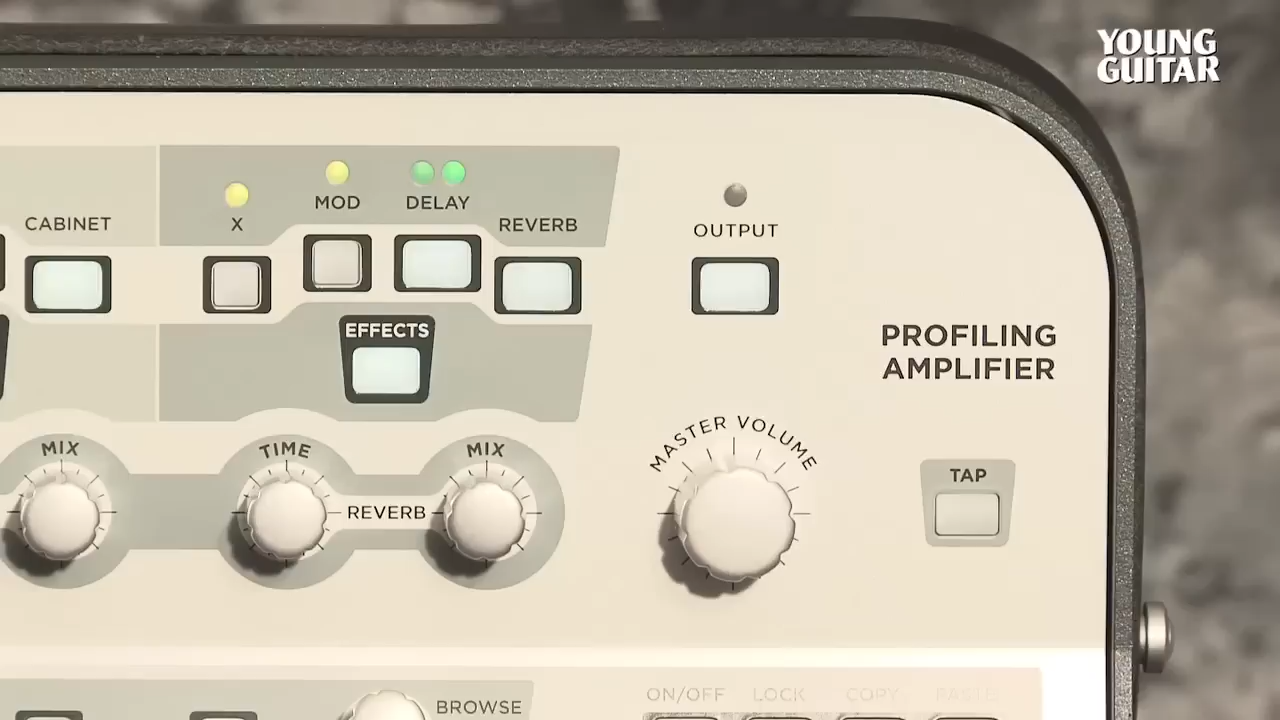 YOUNG
GUITAR
MOD
DELAY
CABINET
X
REVERB
OUTPUT
EFFECTS
PROFILING
AMPLIFIER
MASTER VOLUME
MIX
TIME
MIX
REVERB
TAP
BROWSE
ON/OFF
LOCK
COPY
PASTE